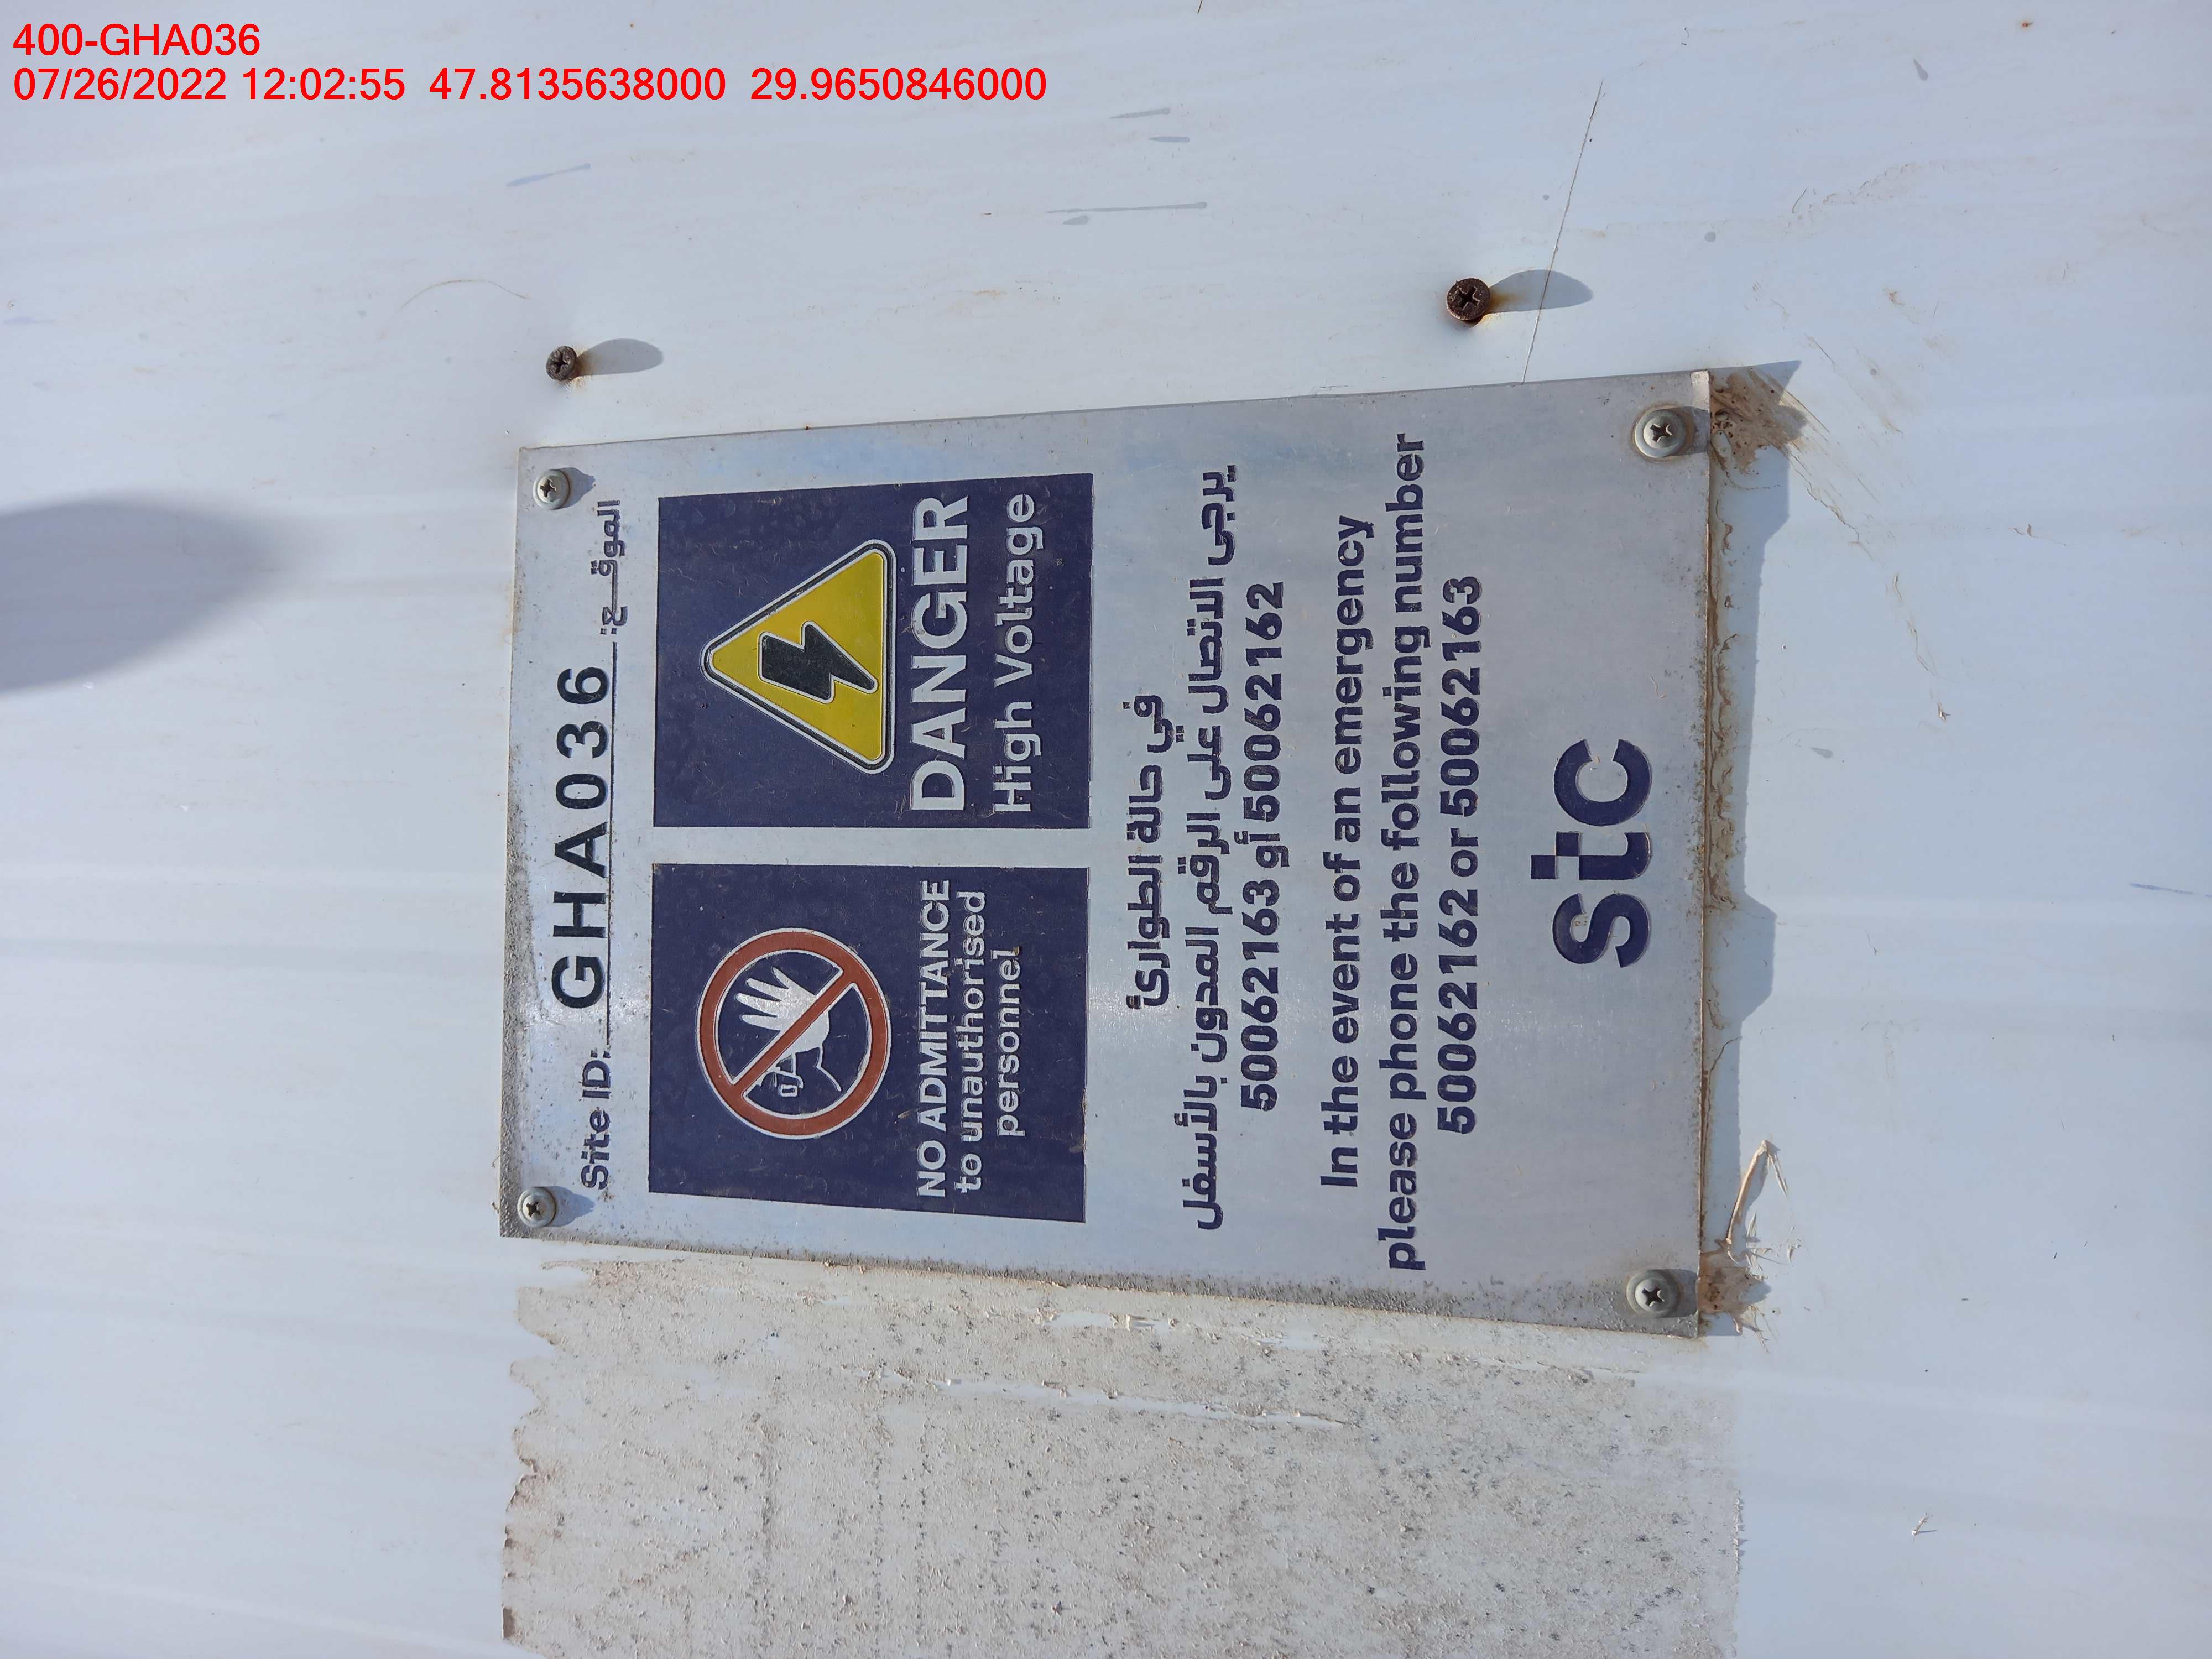 400-GHA036
07/26/2022 12:02:55 47.8135638000 29.9650846000
Site ID: GHA036 الموقـــع:
NO ADMITTANCE
to unauthorised
personnel
DANGER
High Voltage
في حالة الطوارئ
يرجى الاتصال على الرقم المدون بالأسفل
50062163 أو 50062162
In the event of an emergency
please phone the following number
50062162 or 50062163
stc